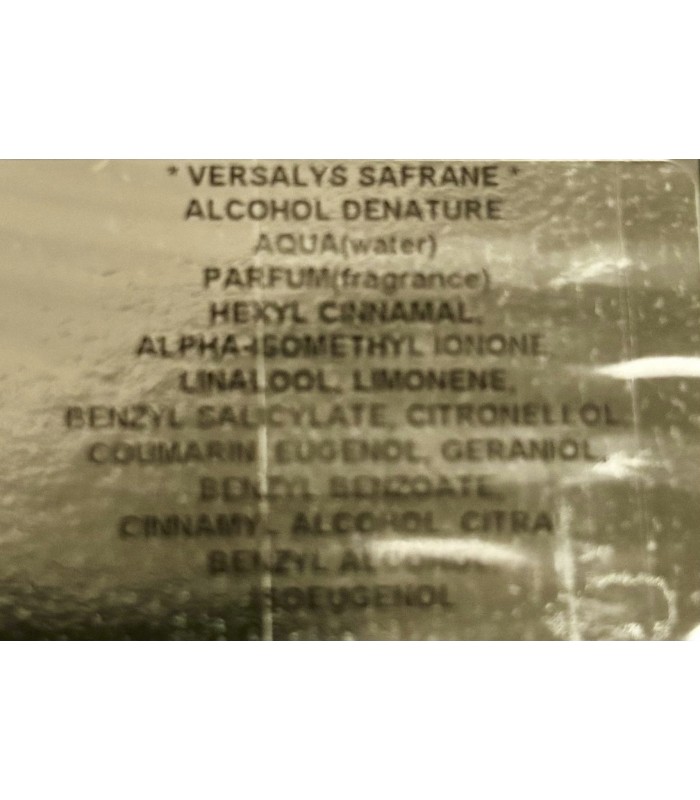 * VERSALYS SAFRANE *
ALCOHOL DENATURE
AQUA(water)
PARFUM(fragrance)
HEXYL CINNAMAL,
ALPHA-ISOMETHYL IONONE
LINALOOL, LIMONENE,
BENZYL SALICYLATE, CITRONELLOL,
COUMARIN, EUGENOL, GERANIOL,
BENZYL BENZOATE,
CINNAMYL ALCOHOL, CITRAL
BENZYL ALCOHOL,
ISOEUGENOL